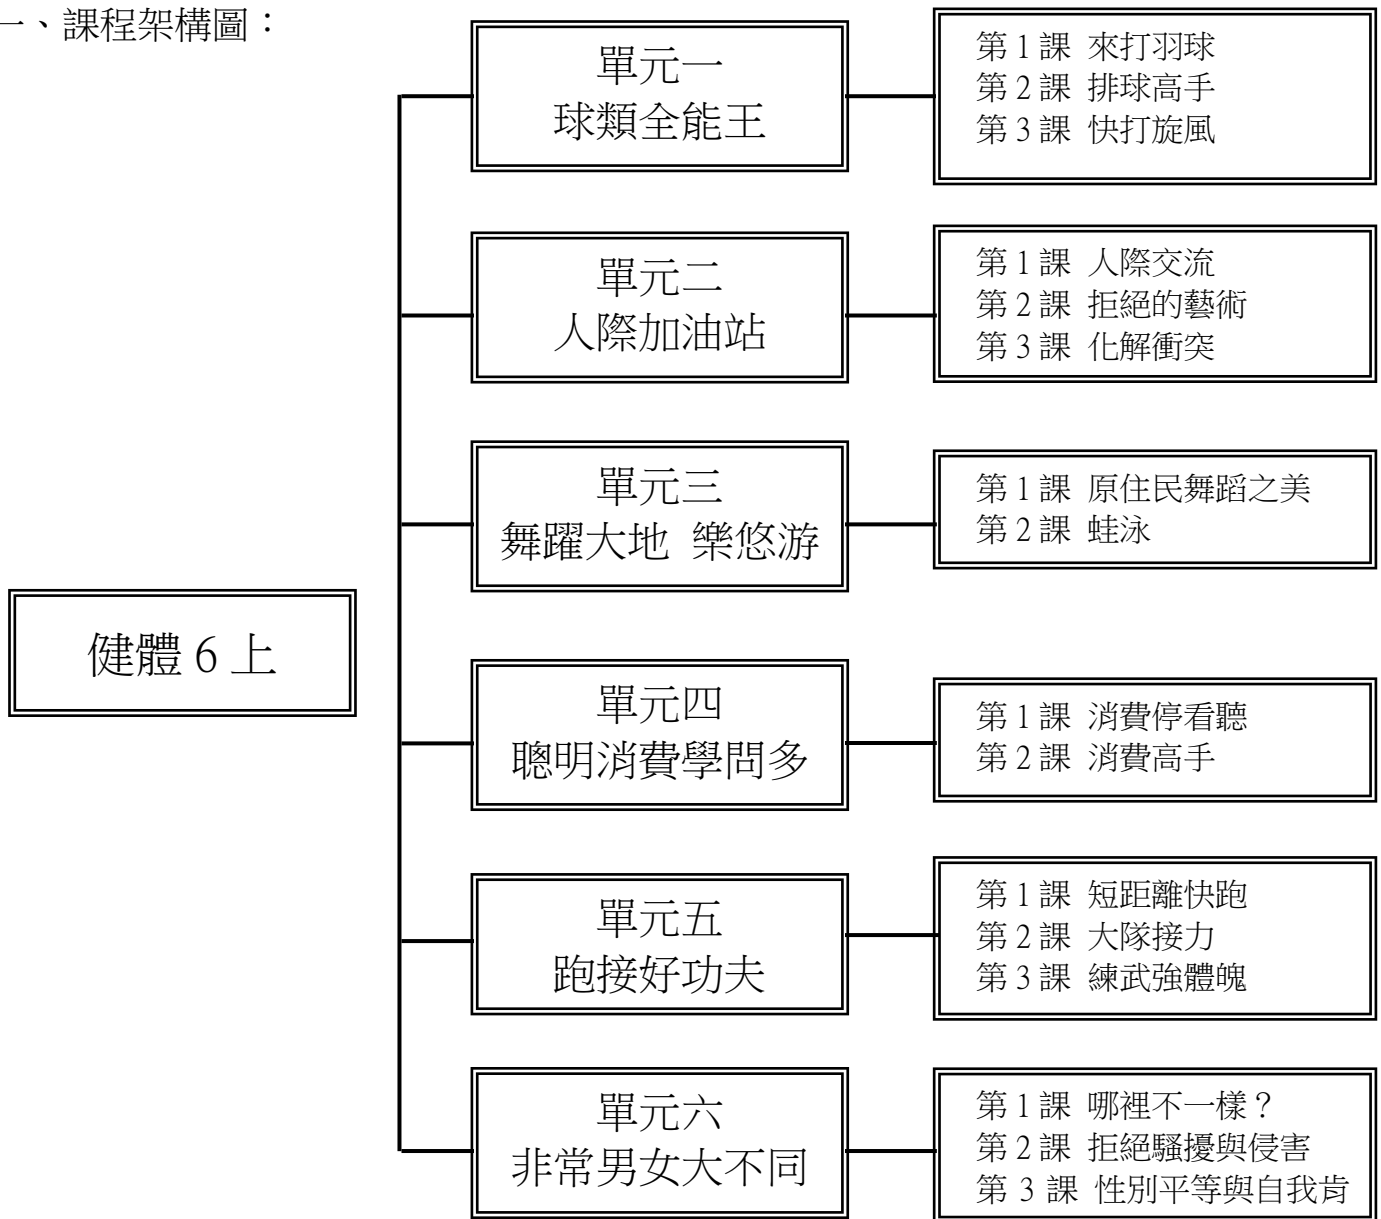 一、課程架構圖：
健體 6 上
單元一
球類全能王
第 1 課 來打羽球
第 2 課 排球高手
第 3 課 快打旋風
單元二
人際加油站
第 1 課 人際交流
第 2 課 拒絕的藝術
第 3 課 化解衝突
單元三
舞躍大地 樂悠游
第 1 課 原住民舞蹈之美
第 2 課 蛙泳
單元四
聰明消費學問多
第 1 課 消費停看聽
第 2 課 消費高手
單元五
跑接好功夫
第 1 課 短距離快跑
第 2 課 大隊接力
第 3 課 練武強體魄
單元六
非常男女大不同
第 1 課 哪裡不一樣？
第 2 課 拒絕騷擾與侵害
第 3 課 性別平等與自我肯